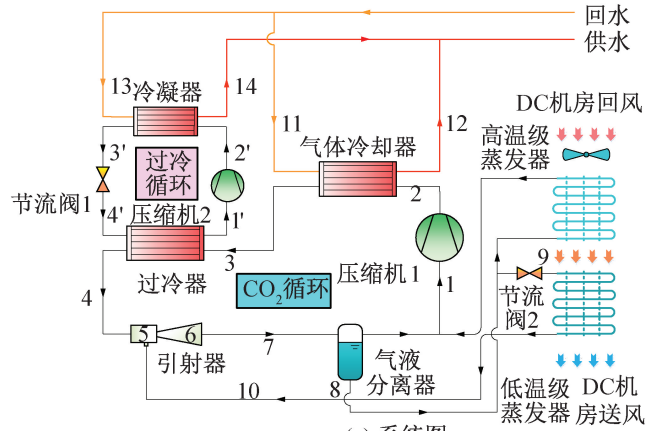 回水
供水
13
冷凝器
14
DC机房回风
11
12
高温级
蒸发器
气体冷却器
3'
过冷
循环
2'
2
节流阀1
4'
压缩机2
1'
3
9
过冷器
CO₂循环
压缩机1
1
节流
阀2
4
5
6
7
引射器
气液
分离器
8
10
低温级
蒸发器
DC机
房送风